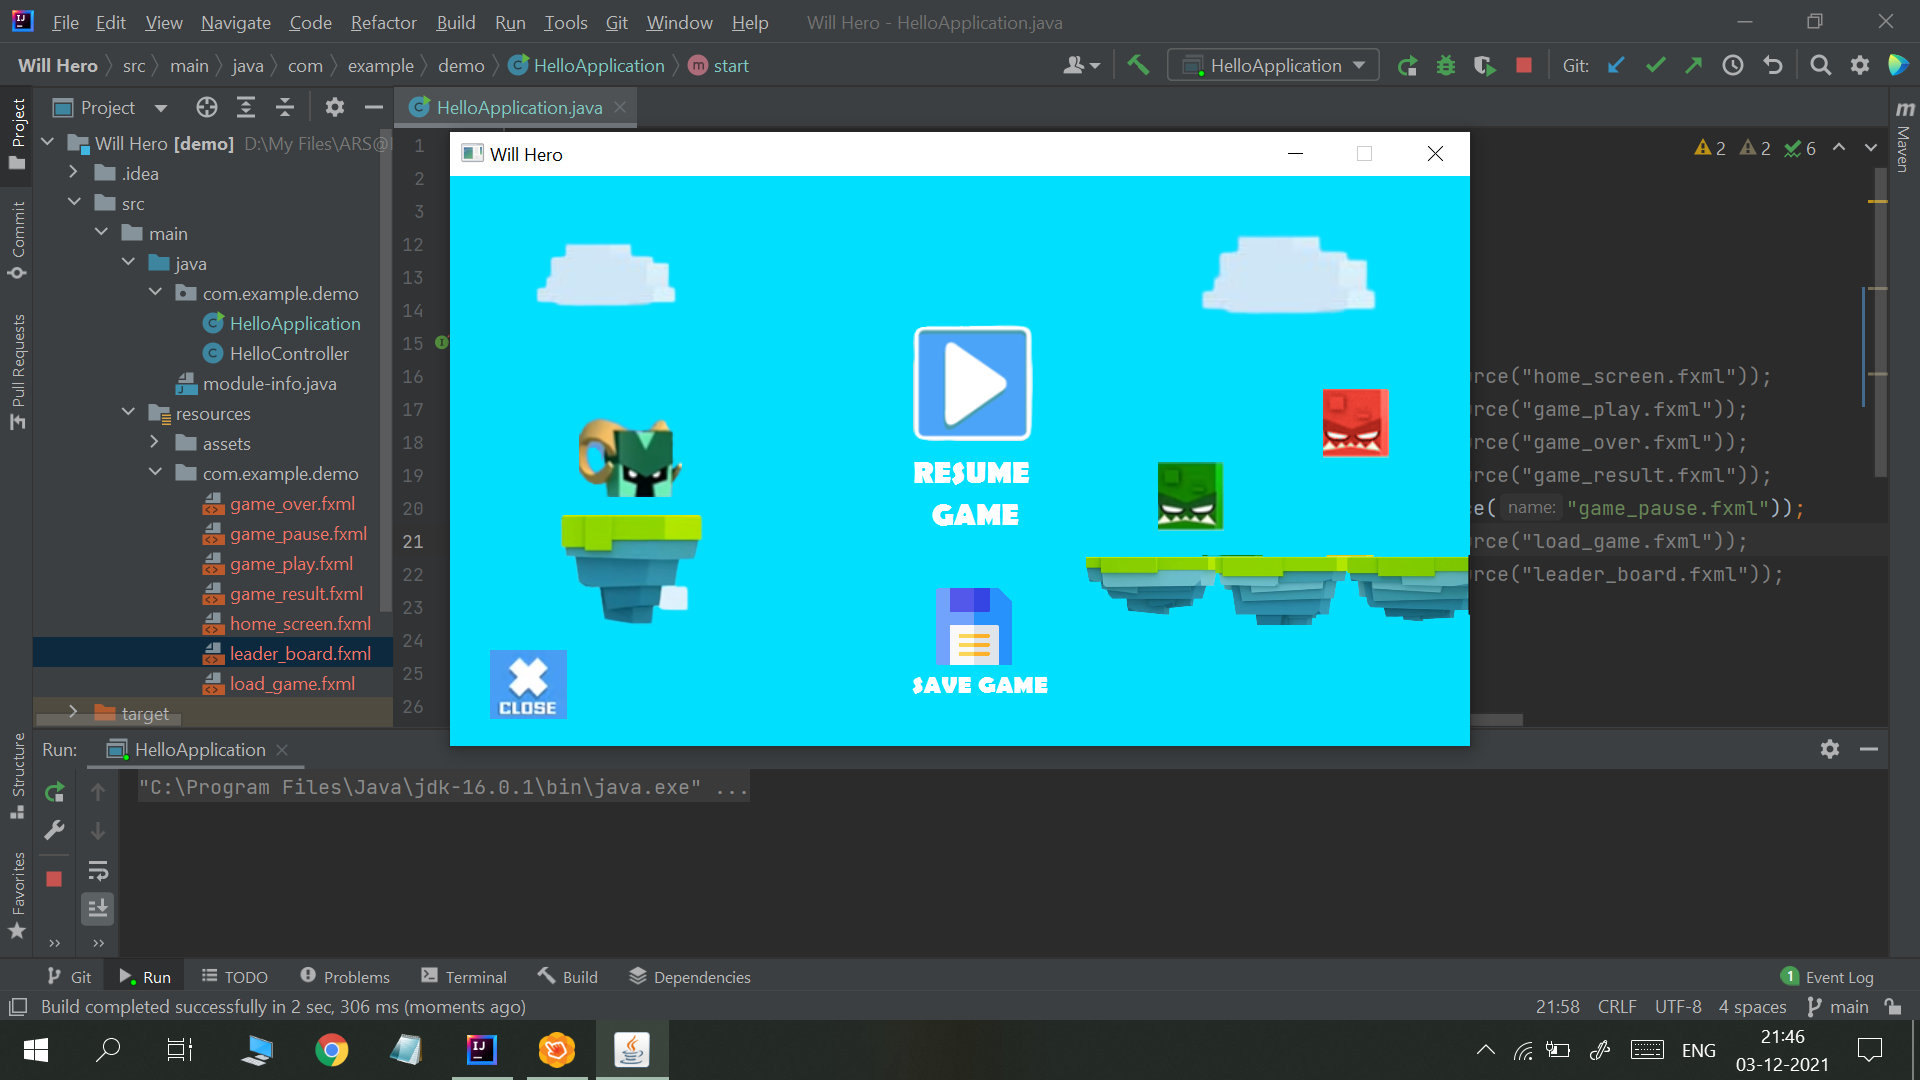 File Edit View Navigate Code Refactor Build Run Tools Git Window Help Will Hero - HelloApplication.java
Will Hero src main java com example demo HelloApplication m start HelloApplication Git:
Project HelloApplication.java
Will Hero [demo] D:\My Files\ARS@
.idea
src
main
java
com.example.demo
HelloApplication
HelloController
module-info.java
resources
assets
com.example.demo
game_over.fxml
game_pause.fxml
game_play.fxml
game_result.fxml
home_screen.fxml
leader_board.fxml
load_game.fxml
target
Project
Commit
Pull Requests
Structure
Favorites
m Maven
1
2
3
12
13
14
15
16
17
18
19
20
21
22
23
24
25
26
2 2 6
rce("home_screen.fxml"));
rce("game_play.fxml"));
rce("game_over.fxml"));
rce("game_result.fxml"));
e( name: "game_pause.fxml"));
rce("load_game.fxml"));
rce("leader_board.fxml"));
Will Hero
RESUME
GAME
SAVE GAME
CLOSE
Run: HelloApplication
"C:\Program Files\Java\jdk-16.0.1\bin\java.exe" ...
Git Run TODO Problems Terminal Build Dependencies 1 Event Log
Build completed successfully in 2 sec, 306 ms (moments ago) 21:58 CRLF UTF-8 4 spaces main
ENG
21:46
03-12-2021